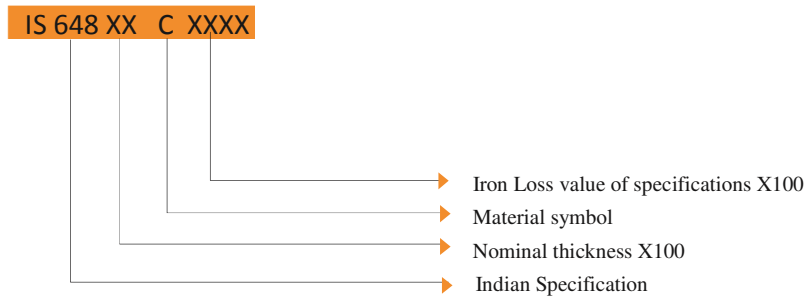 IS 648 XX C XXXX
Iron Loss value of specifications X100
Material symbol
Nominal thickness X100
Indian Specification